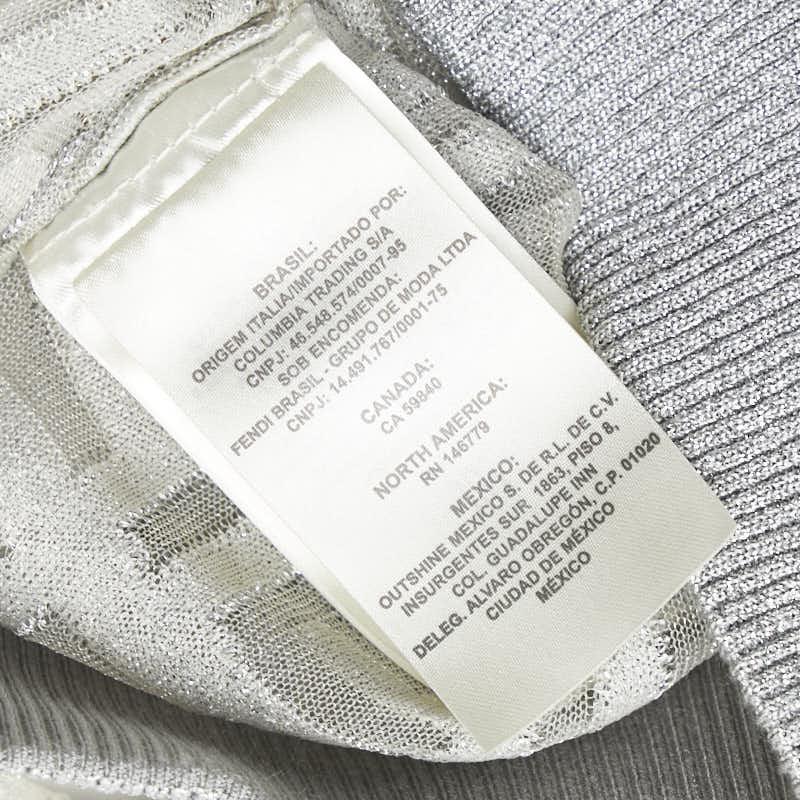 BRASIL:
ORIGEM ITALIA/IMPORTADO POR:
COLUMBIA TRADING S/A
CNPJ: 46.548.574/0007-95
SOB ENCOMENDA:
FENDI BRASIL - GRUPO DE MODA LTDA
CNPJ: 14.491.767/0001-75
CANADA:
CA 59840
NORTH AMERICA:
RN 146779
MEXICO:
OUTSHINE MEXICO S. DE R.L. DE C.V.
INSURGENTES SUR 1863, PISO 8,
COL. GUADALUPE INN
DELEG. ALVARO OBREGÓN, C.P. 01020
CIUDAD DE MÉXICO
MÉXICO